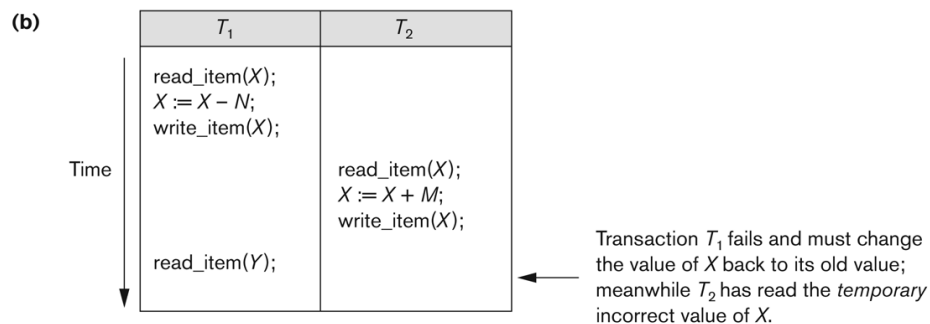 (b)
T1 T2
read_item(X);
X := X – N;
write_item(X);
Time
read_item(X);
X := X + M;
write_item(X);
read_item(Y);
Transaction T1 fails and must change
the value of X back to its old value;
meanwhile T2 has read the temporary
incorrect value of X.